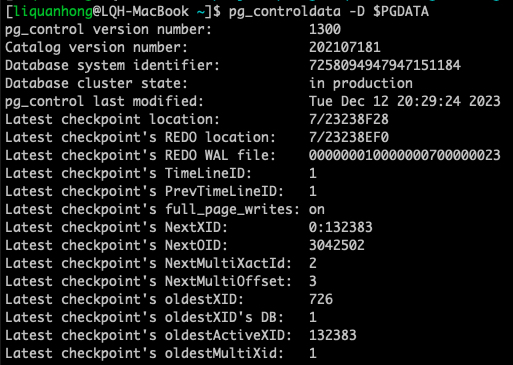 [liquanhong@LQH-MacBook ~]$ pg_controldata -D $PGDATA
pg_control version number:            1300
Catalog version number:               202107181
Database system identifier:           7258094947947151184
Database cluster state:               in production
pg_control last modified:             Tue Dec 12 20:29:24 2023
Latest checkpoint location:           7/23238F28
Latest checkpoint's REDO location:    7/23238EF0
Latest checkpoint's REDO WAL file:    000000010000000700000023
Latest checkpoint's TimeLineID:       1
Latest checkpoint's PrevTimeLineID:   1
Latest checkpoint's full_page_writes: on
Latest checkpoint's NextXID:          0:132383
Latest checkpoint's NextOID:          3042502
Latest checkpoint's NextMultiXactId:  2
Latest checkpoint's NextMultiOffset:  3
Latest checkpoint's oldestXID:        726
Latest checkpoint's oldestXID's DB:   1
Latest checkpoint's oldestActiveXID:  132383
Latest checkpoint's oldestMultiXid:   1